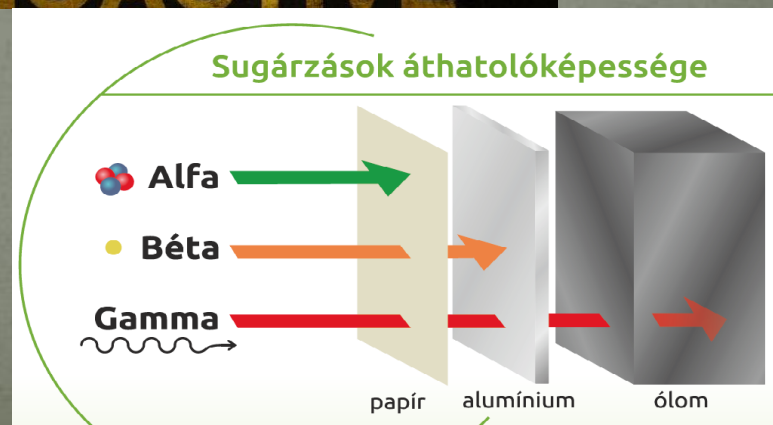 Sugárzások áthatolóképessége
Alfa
Béta
Gamma
papír alumínium ólom